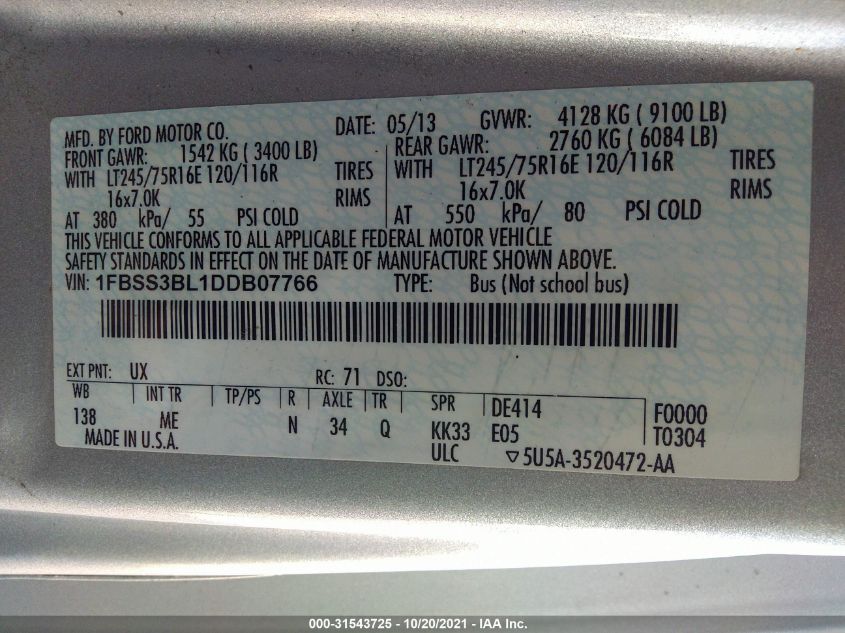 MFD. BY FORD MOTOR CO. DATE: 05/13 GVWR: 4128 KG ( 9100 LB)
FRONT GAWR: 1542 KG ( 3400 LB) REAR GAWR: 2760 KG ( 6084 LB)
WITH LT245/75R16E 120/116R TIRES WITH LT245/75R16E 120/116R TIRES
16x7.0K RIMS 16x7.0K RIMS
AT 380 kPa/ 55 PSI COLD AT 550 kPa/ 80 PSI COLD
THIS VEHICLE CONFORMS TO ALL APPLICABLE FEDERAL MOTOR VEHICLE
SAFETY STANDARDS IN EFFECT ON THE DATE OF MANUFACTURE SHOWN ABOVE.
VIN: 1FBSS3BL1DDB07766 TYPE: Bus (Not school bus)
EXT PNT: UX RC: 71 DSO:
WB INT TR TP/PS R AXLE TR SPR DE414 F0000
138 ME N 34 Q KK33 E05 T0304
MADE IN U.S.A. ULC ▽5U5A-3520472-AA
000-31543725 - 10/20/2021 - IAA Inc.